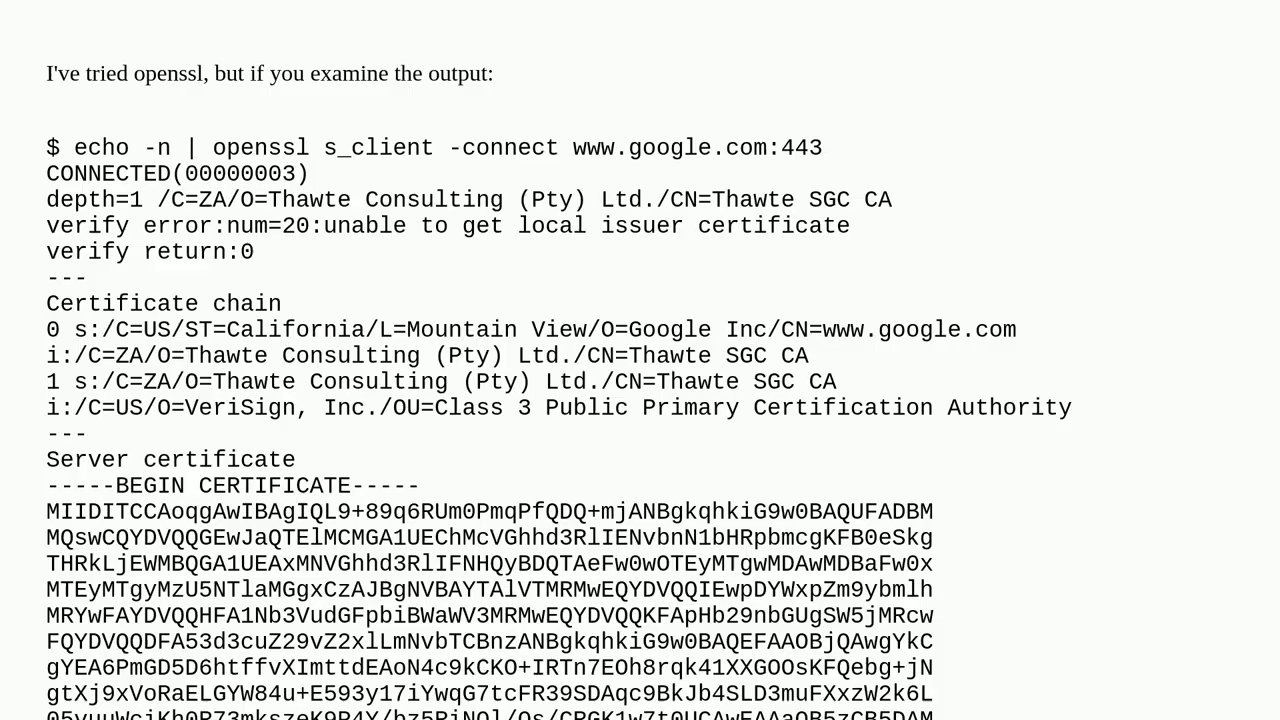 I've tried openssl, but if you examine the output:
$ echo -n | openssl s_client -connect www.google.com:443
CONNECTED(00000003)
depth=1 /C=ZA/O=Thawte Consulting (Pty) Ltd./CN=Thawte SGC CA
verify error:num=20:unable to get local issuer certificate
verify return:0
---
Certificate chain
0 s:/C=US/ST=California/L=Mountain View/O=Google Inc/CN=www.google.com
i:/C=ZA/O=Thawte Consulting (Pty) Ltd./CN=Thawte SGC CA
1 s:/C=ZA/O=Thawte Consulting (Pty) Ltd./CN=Thawte SGC CA
i:/C=US/O=VeriSign, Inc./OU=Class 3 Public Primary Certification Authority
---
Server certificate
-----BEGIN CERTIFICATE-----
MIIDITCCAoqgAwIBAgIQL9+89q6RUm0PmqPfQDQ+mjANBgkqhkiG9w0BAQUFADBM
MQswCQYDVQQGEwJaQTElMCMGA1UEChMcVGhhd3RlIENvbnN1bHRpbmcgKFB0eSkg
THRkLjEWMBQGA1UEAxMNVGhhd3RlIFNHQyBDQTAeFw0wOTEyMTgwMDAwMDBaFw0x
MTEyMTgyMzU5NTlaMGgxCzAJBgNVBAYTAlVTMRMwEQYDVQQIEwpDYWxpZm9ybmlh
MRYwFAYDVQQHFA1Nb3VudGFpbiBWaWV3MRMwEQYDVQQKFApHb29nbGUgSW5jMRcw
FQYDVQQDFA53d3cuZ29vZ2xlLmNvbTCBnzANBgkqhkiG9w0BAQEFAAOBjQAwgYkC
gYEA6PmGD5D6htffvXImttdEAoN4c9kCKO+IRTn7EOh8rqk41XXGOOsKFQebg+jN
gtXj9xVoRaELGYW84u+E593y17iYwqG7tcFR39SDAqc9BkJb4SLD3muFXxzW2k6L